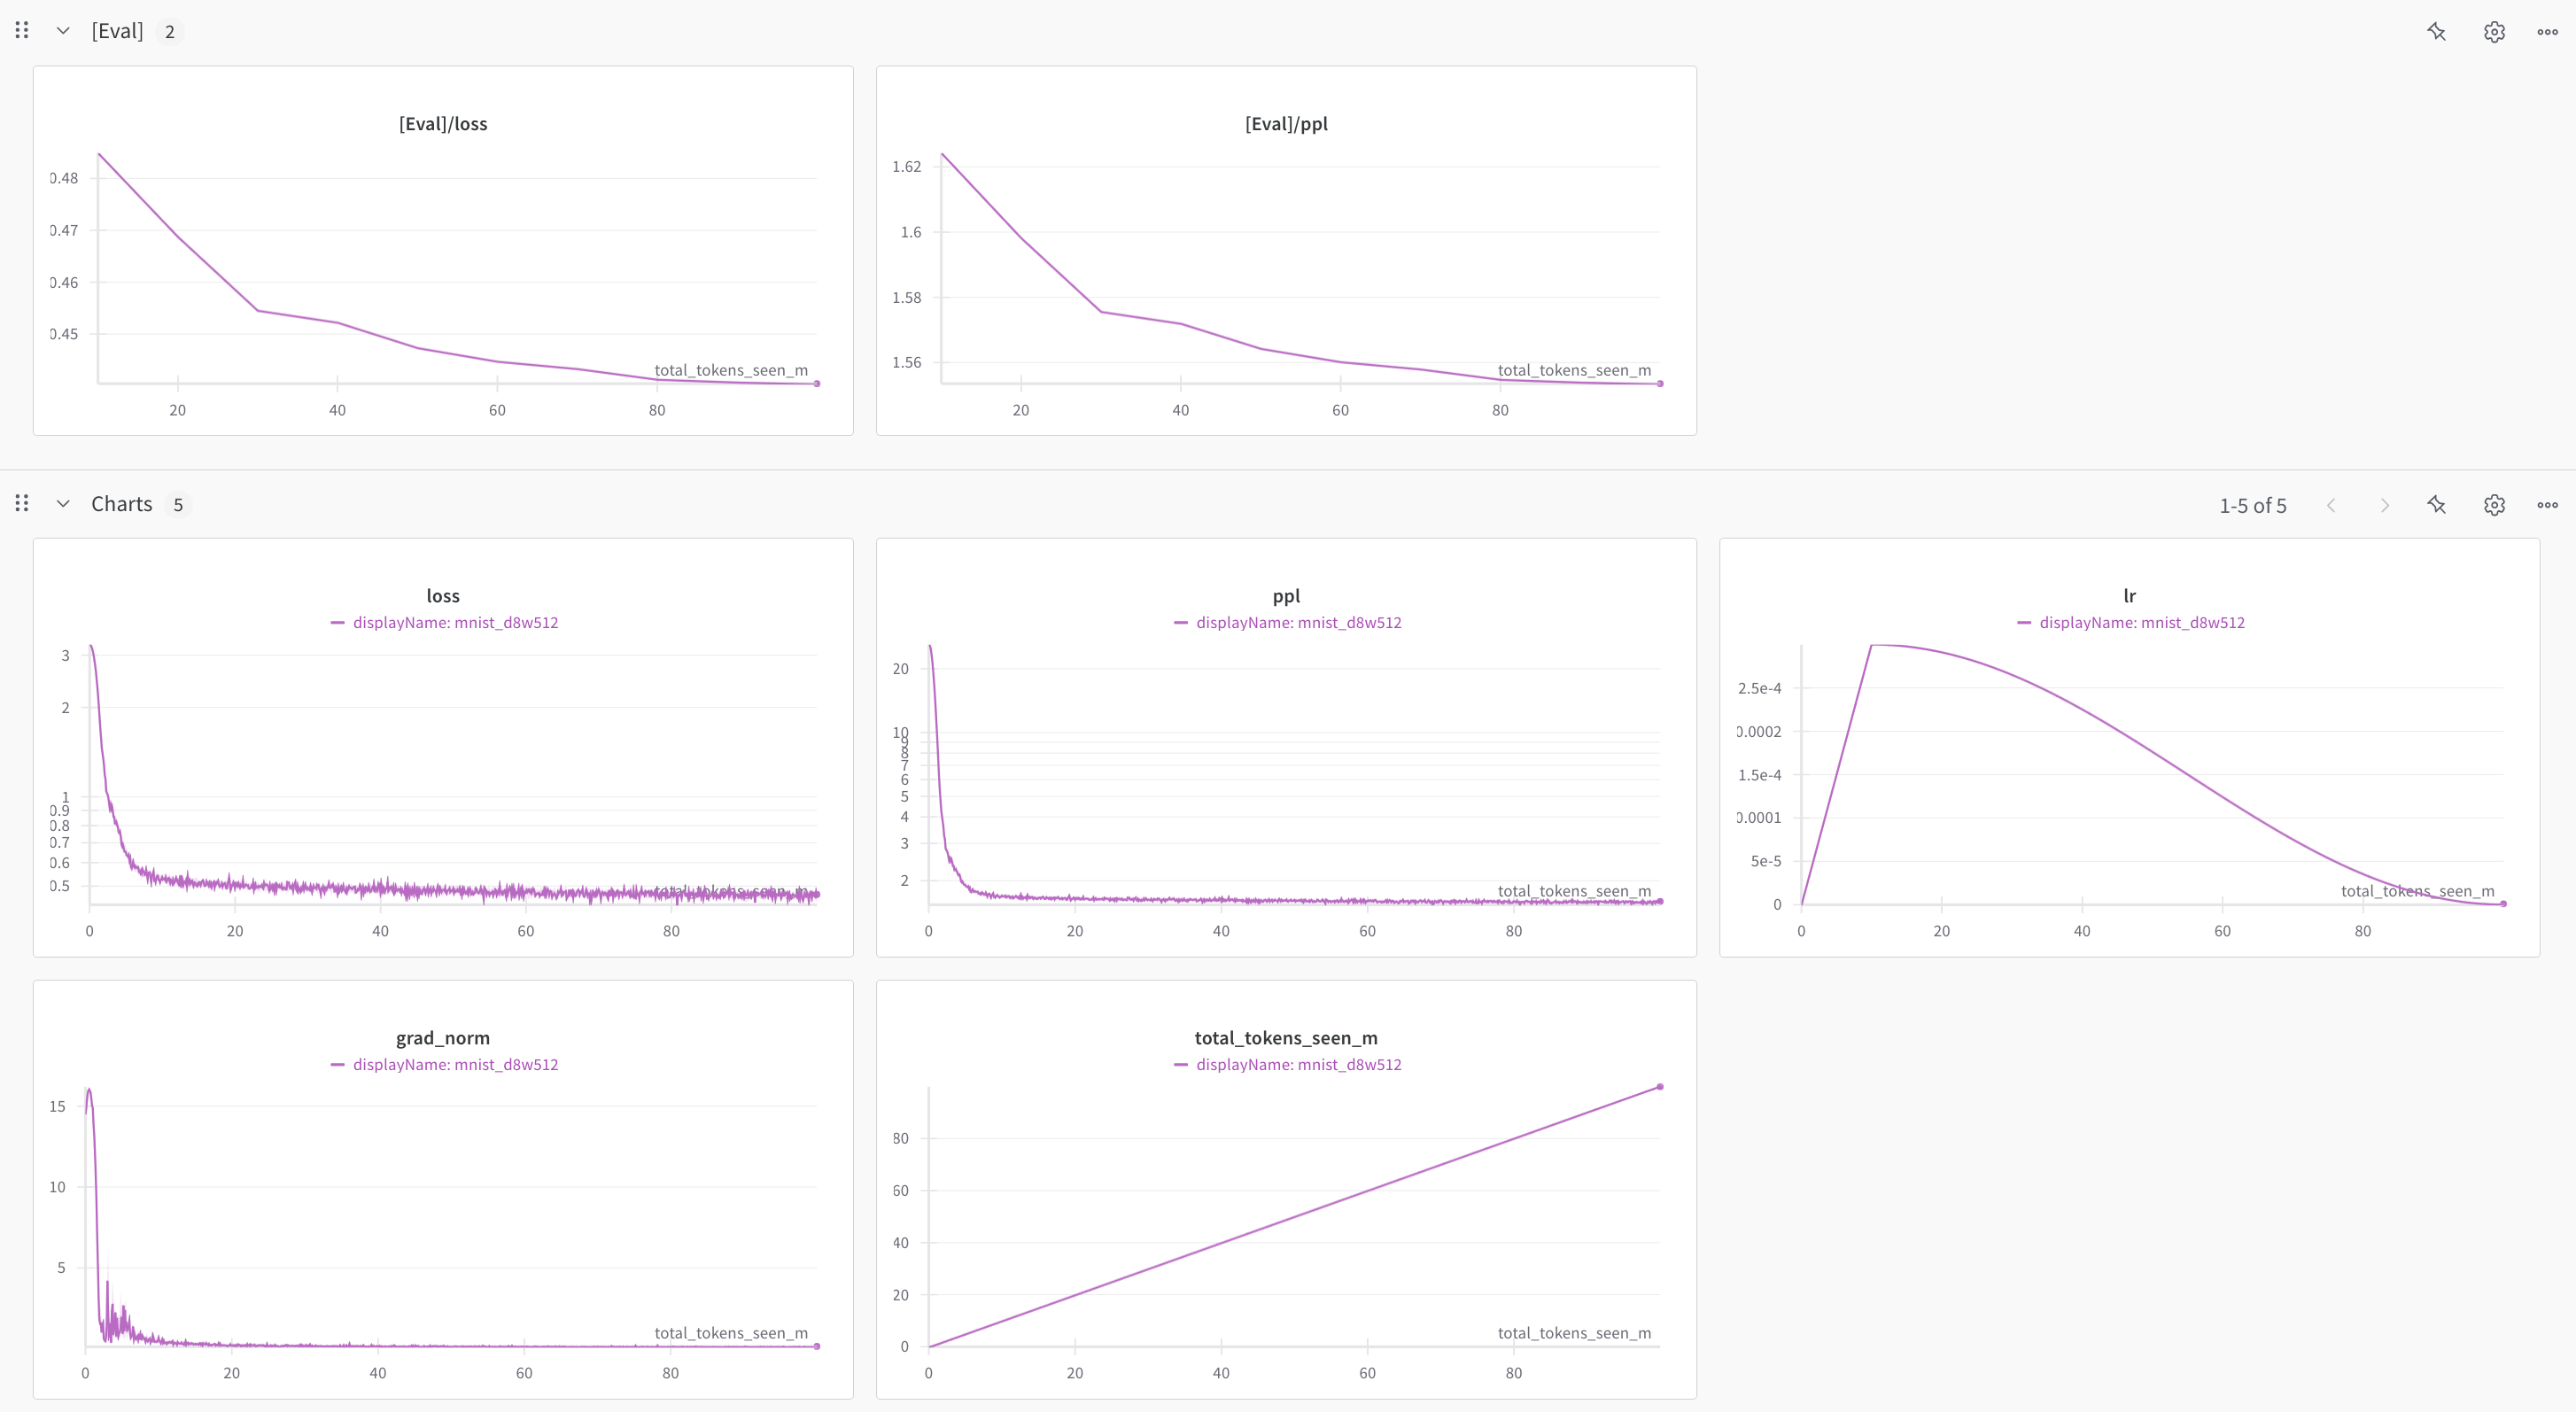 [Eval] 2
[Eval]/loss
0.48
0.47
0.46
0.45
total_tokens_seen_m
20 40 60 80
[Eval]/ppl
1.62
1.6
1.58
1.56
total_tokens_seen_m
20 40 60 80
Charts 5
1-5 of 5
loss
displayName: mnist_d8w512
3
2
1
0.9
0.8
0.7
0.6
0.5
total_tokens_seen_m
0 20 40 60 80
ppl
displayName: mnist_d8w512
20
10
9
8
7
6
5
4
3
2
total_tokens_seen_m
0 20 40 60 80
lr
displayName: mnist_d8w512
2.5e-4
0.0002
1.5e-4
0.0001
5e-5
0
total_tokens_seen_m
0 20 40 60 80
grad_norm
displayName: mnist_d8w512
15
10
5
total_tokens_seen_m
0 20 40 60 80
total_tokens_seen_m
displayName: mnist_d8w512
80
60
40
20
0
total_tokens_seen_m
0 20 40 60 80